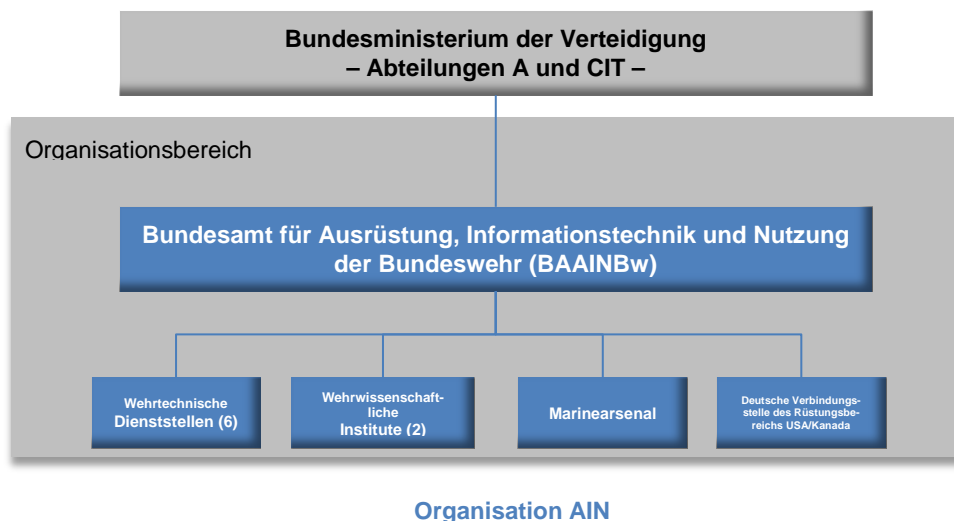 Bundesministerium der Verteidigung
– Abteilungen A und CIT –
Organisationsbereich
Bundesamt für Ausrüstung, Informationstechnik und Nutzung
der Bundeswehr (BAAINBw)
Wehrtechnische
Dienststellen (6)
Wehrwissenschaft-
liche
Institute (2)
Marinearsenal
Deutsche Verbindungs-
stelle des Rüstungsbe-
reichs USA/Kanada
Organisation AIN